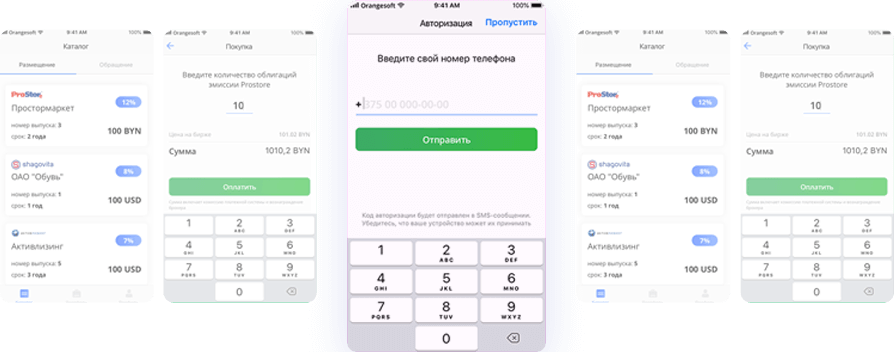 Orangesoft 9:41 AM 100%
Каталог
Размещение Обращение
ProStore 12%
Простормаркет
номер выпуска: 3
срок: 2 года 100 BYN
shagovita 8%
ОАО "Обувь"
номер выпуска: 1
срок: 1 год 100 USD
7%
Активлизинг
номер выпуска: 5
срок: 3 года 100 USD
Orangesoft 9:41 AM 100%
Покупка
Введите количество облигаций
эмиссии Prostore
10
Цена на бирже 101.02 BYN
Сумма 1010,2 BYN
Оплатить
1 2 3
ABC DEF
4 5 6
GHI JKL MNO
7 8 9
PQRS TUV WXYZ
0
Orangesoft 9:41 AM 100%
Авторизация Пропустить
Введите свой номер телефона
+375 00 000-00-00
Отправить
Код авторизации будет отправлен в SMS-сообщении.
Убедитесь, что ваше устройство может их принимать
1 2 3
ABC DEF
4 5 6
GHI JKL MNO
7 8 9
PQRS TUV WXYZ
0
Orangesoft 9:41 AM 100%
Каталог
Размещение Обращение
ProStore 12%
Простормаркет
номер выпуска: 3
срок: 2 года 100 BYN
shagovita 8%
ОАО "Обувь"
номер выпуска: 1
срок: 1 год 100 USD
7%
Активлизинг
номер выпуска: 5
срок: 3 года 100 USD
Orangesoft 9:41 AM 100%
Покупка
Введите количество облигаций
эмиссии Prostore
10
Цена на бирже 101.02 BYN
Сумма 1010,2 BYN
Оплатить
1 2 3
ABC DEF
4 5 6
GHI JKL MNO
7 8 9
PQRS TUV WXYZ
0